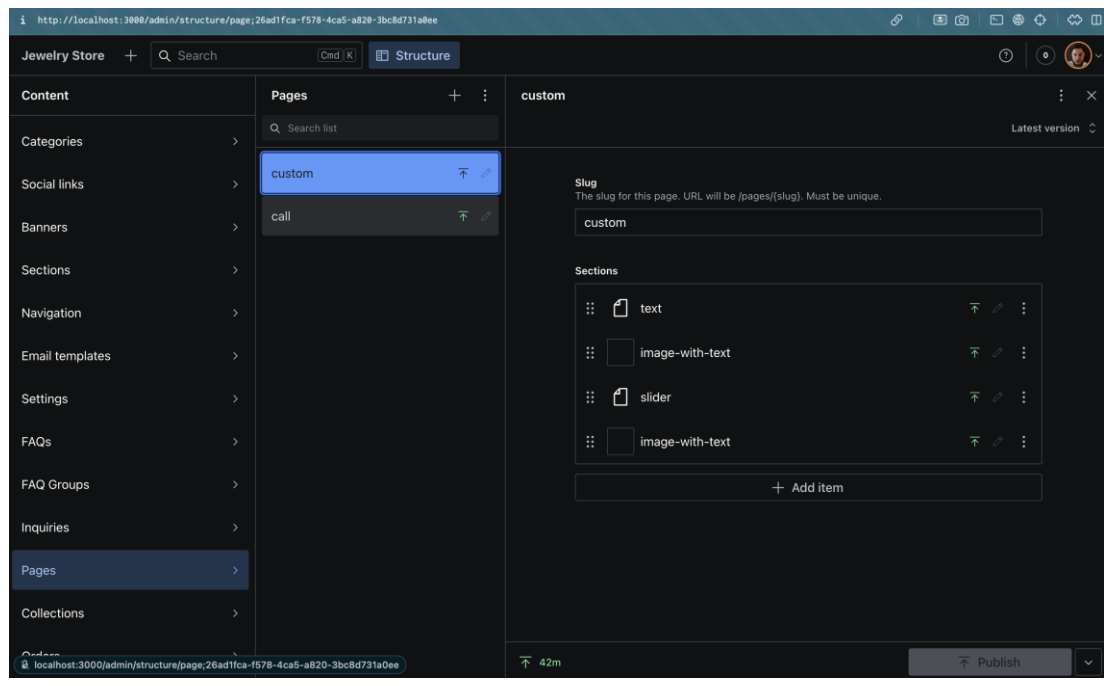 i http://localhost:3000/admin/structure/page;26ad1fca-f578-4ca5-a820-3bc8d731a0ee
Jewelry Store
Search
Cmd K
Structure
0
Content
Categories
Social links
Banners
Sections
Navigation
Email templates
Settings
FAQs
FAQ Groups
Inquiries
Pages
Collections
localhost:3000/admin/structure/page;26ad1fca-f578-4ca5-a820-3bc8d731a0ee
Pages
Search list
custom
call
custom
Latest version
Slug
The slug for this page. URL will be /pages/{slug}. Must be unique.
custom
Sections
text
image-with-text
slider
image-with-text
Add item
42m
Publish